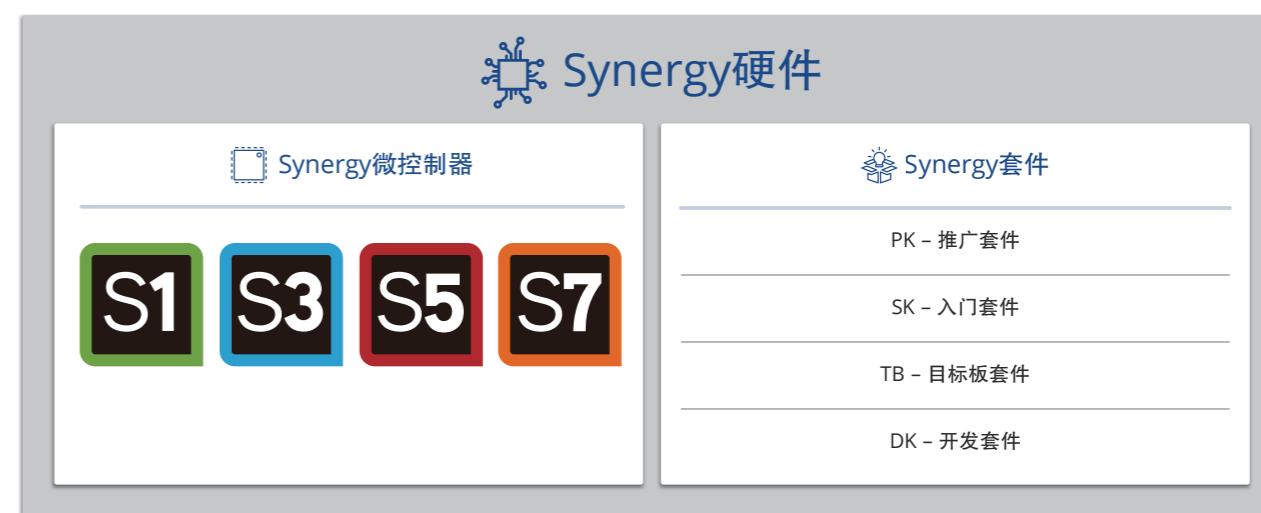 Synergy硬件
Synergy微控制器
S1 S3 S5 S7
Synergy套件
PK – 推广套件
SK – 入门套件
TB – 目标板套件
DK – 开发套件